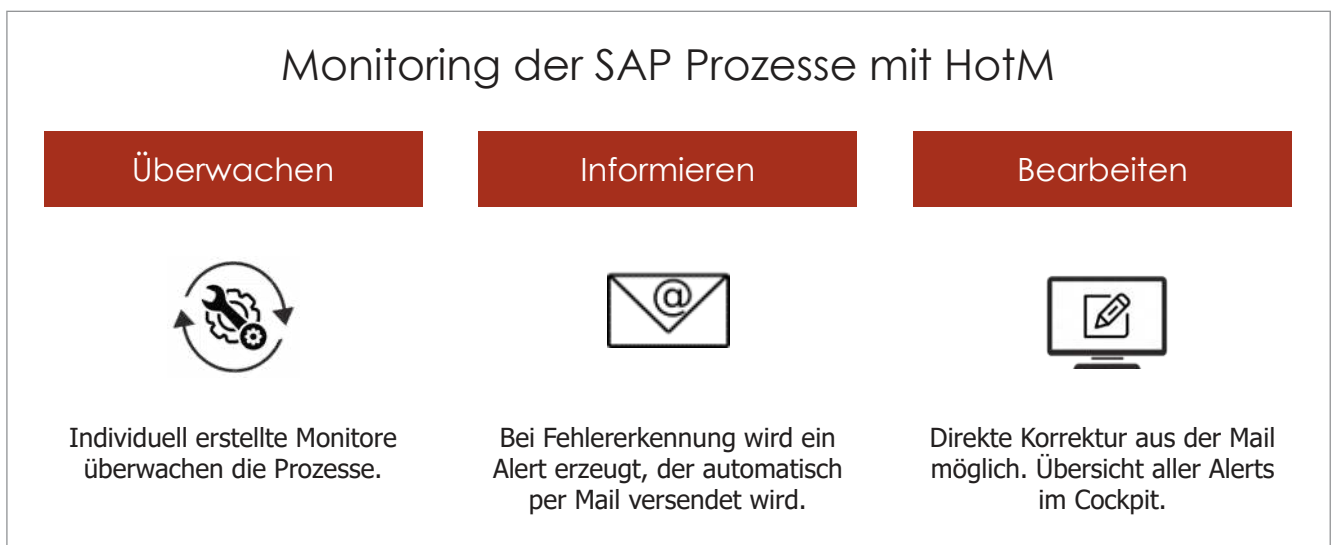 Monitoring der SAP Prozesse mit HotM
Überwachen
Individuell erstellte Monitore
überwachen die Prozesse.
Informieren
@
Bei Fehlererkennung wird ein
Alert erzeugt, der automatisch
per Mail versendet wird.
Bearbeiten
Direkte Korrektur aus der Mail
möglich. Übersicht aller Alerts
im Cockpit.